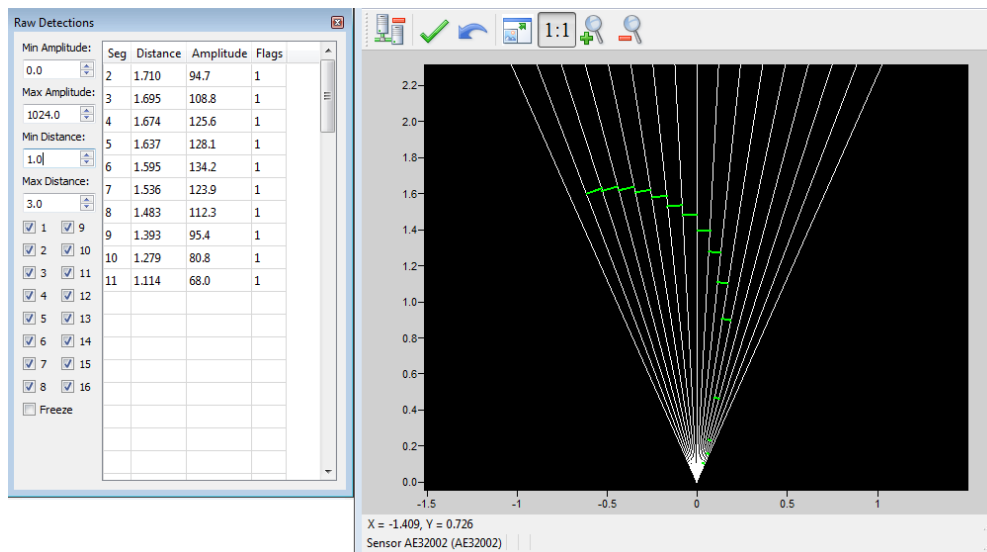 Raw Detections
Min Amplitude:
0.0
Max Amplitude:
1024.0
Min Distance:
1.0
Max Distance:
3.0
1 9
2 10
3 11
4 12
5 13
6 14
7 15
8 16
Freeze
Seg Distance Amplitude Flags
2 1.710 94.7 1
3 1.695 108.8 1
4 1.674 125.6 1
5 1.637 128.1 1
6 1.595 134.2 1
7 1.536 123.9 1
8 1.483 112.3 1
9 1.393 95.4 1
10 1.279 80.8 1
11 1.114 68.0 1
1:1
2.2
2.0
1.8
1.6
1.4
1.2
1.0
0.8
0.6
0.4
0.2
0.0
-1.5 -1 -0.5 0 0.5 1
X = -1.409, Y = 0.726
Sensor AE32002 (AE32002)